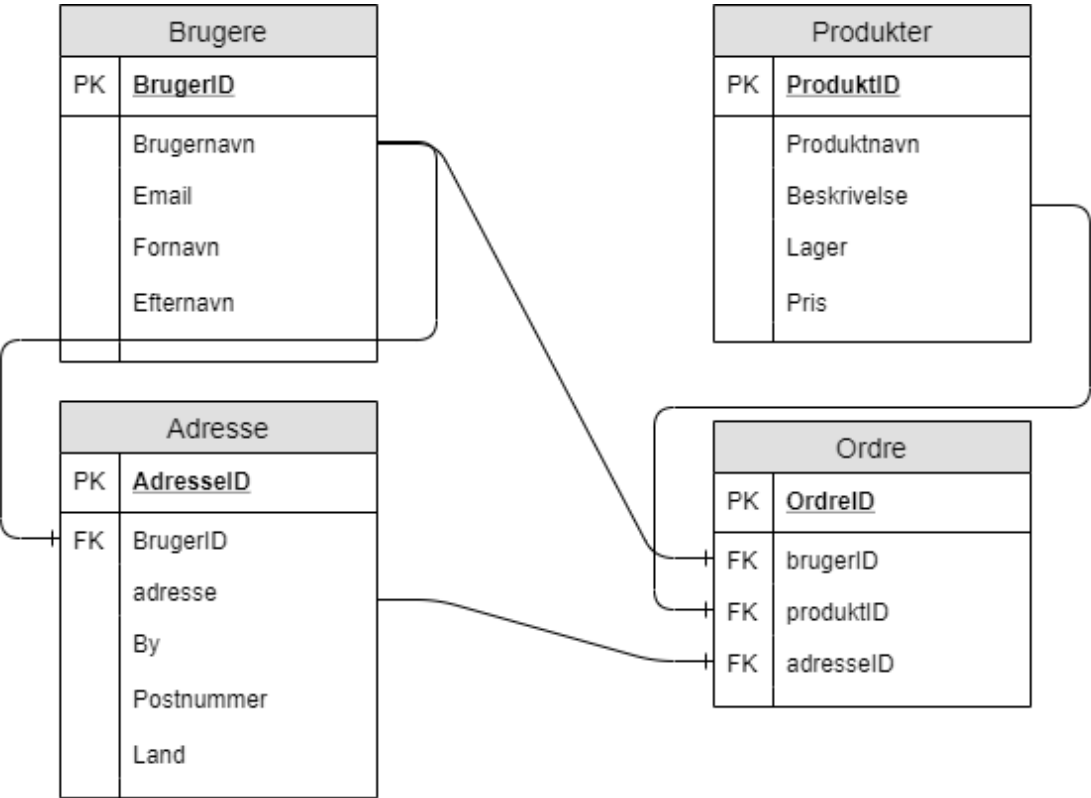 Brugere
PK BrugerID
Brugernavn
Email
Fornavn
Efternavn
Produkter
PK ProduktID
Produktnavn
Beskrivelse
Lager
Pris
Adresse
PK AdresseID
FK BrugerID
adresse
By
Postnummer
Land
Ordre
PK OrdreID
FK brugerID
FK produktID
FK adresseID